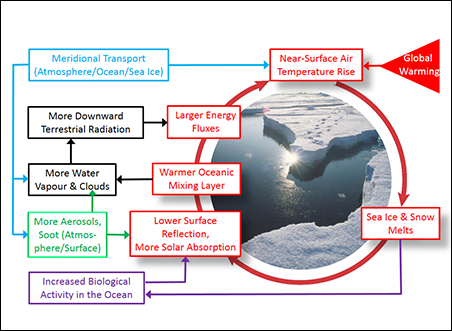 Meridional Transport
(Atmosphere/Ocean/Sea Ice)
Near-Surface Air
Temperature Rise
Global
Warming
More Downward
Terrestrial Radiation
Larger Energy
Fluxes
More Water
Vapour & Clouds
Warmer Oceanic
Mixing Layer
More Aerosols,
Soot (Atmos-
phere/Surface)
Lower Surface
Reflection,
More Solar Absorption
Sea Ice & Snow
Melts
Increased Biological
Activity in the Ocean